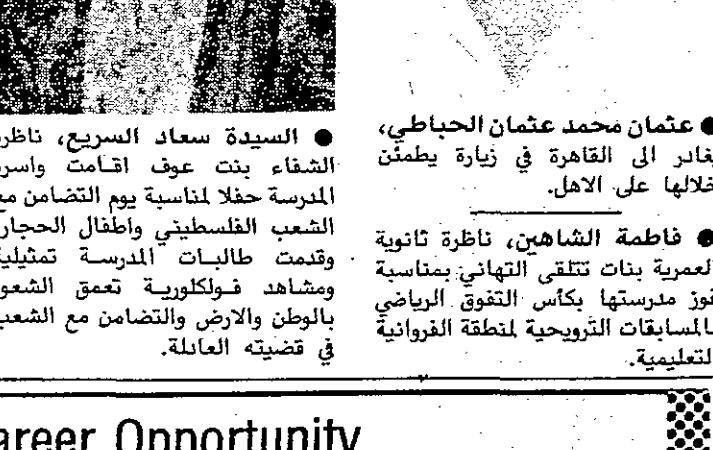 ● عثمان محمد عثمان الحباطي،
يغادر الى القاهرة في زيارة يطمئن
خلالها على الاهل.
● فاطمة الشاهين، ناظرة ثانوية
العمرية بنات تتلقى التهاني بمناسبة
فوز مدرستها بكأس التفوق الرياضي
بالمسابقات الترويحية لمنطقة الفروانية
التعليمية.
● السيدة سعاد السريع، ناظرة
الشفاء بنت عوف اقامت واسرة
المدرسة حفلا لمناسبة يوم التضامن مع
الشعب الفلسطيني واطفال الحجارة
وقدمت طالبات المدرسة تمثيلية
ومشاهد فولكلورية تعمق الشعور
بالوطن والارض والتضامن مع الشعب
في قضيته العادلة.
areer Opportunity